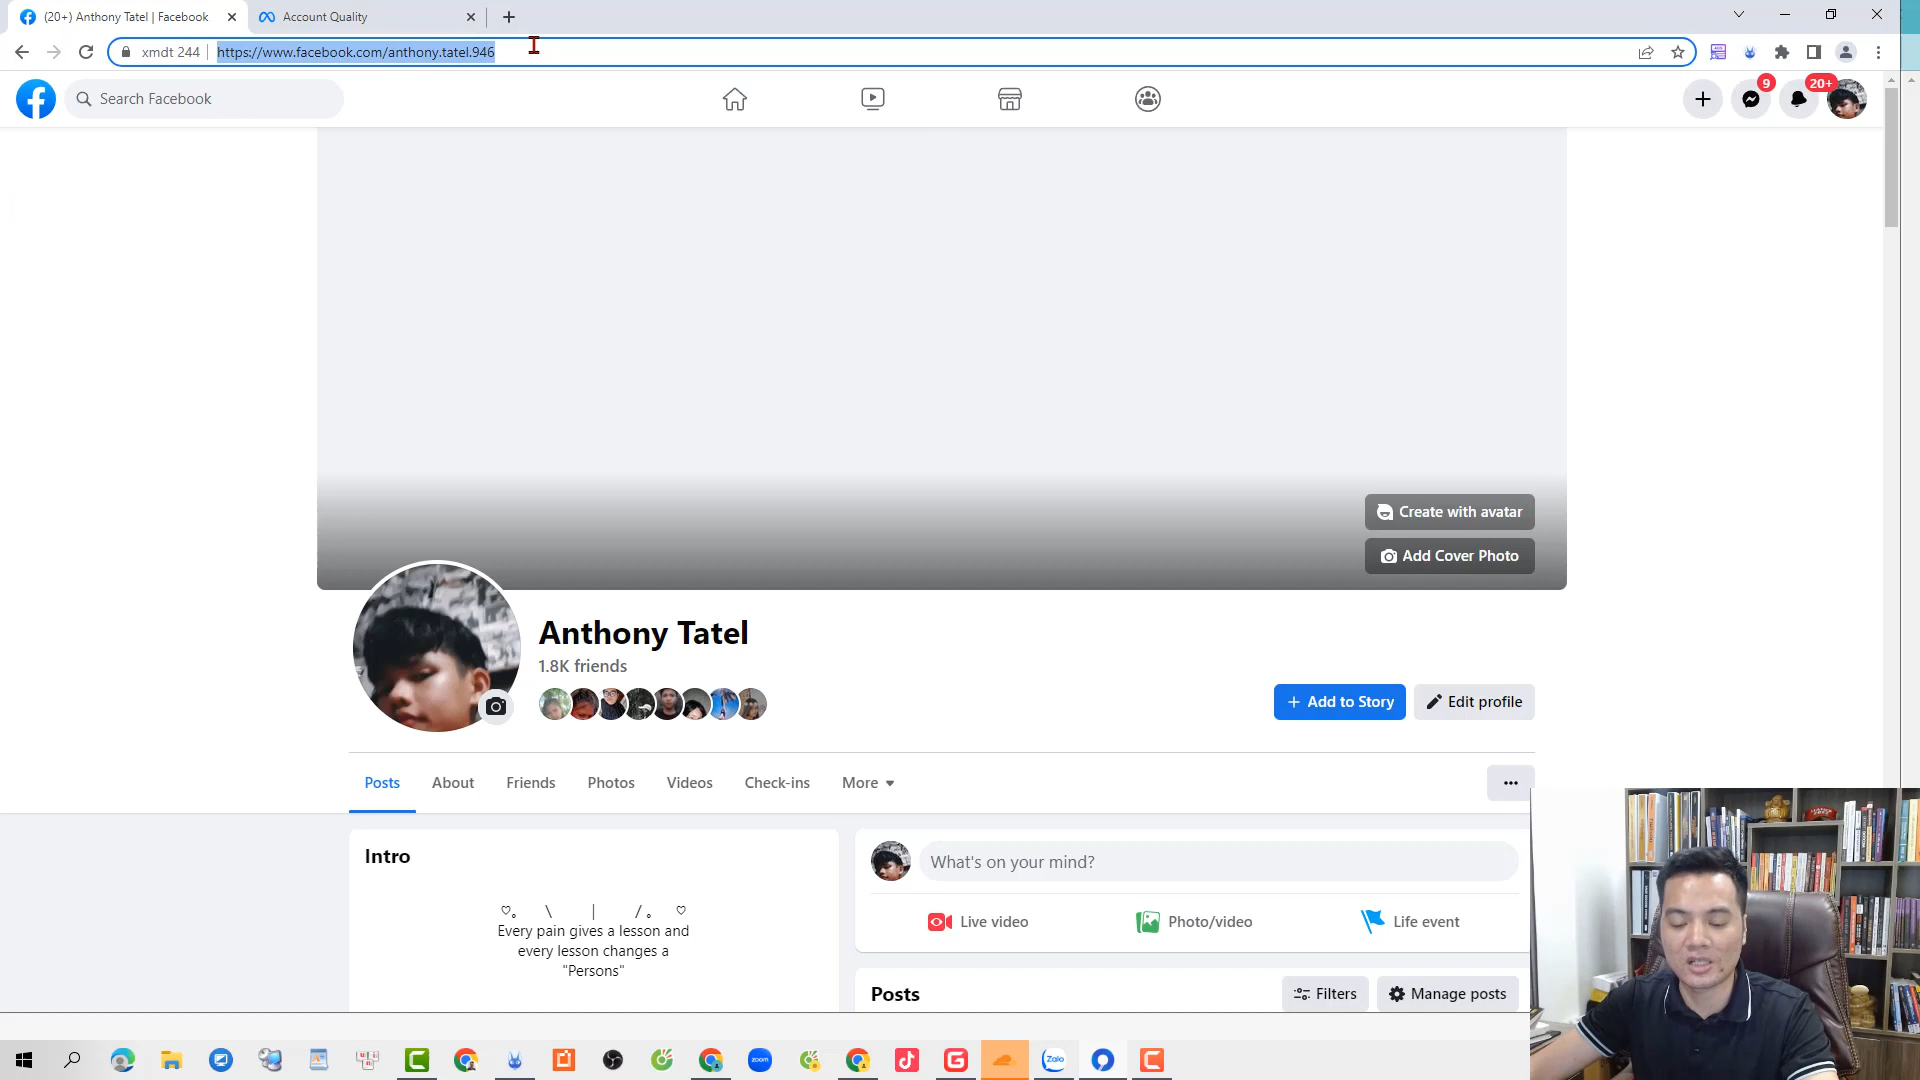 (20+) Anthony Tatel | Facebook
Account Quality
xmdt 244
https://www.facebook.com/anthony.tatel.946
Search Facebook
9
20+
Create with avatar
Add Cover Photo
Anthony Tatel
1.8K friends
+ Add to Story
Edit profile
Posts
About
Friends
Photos
Videos
Check-ins
More
Intro
What's on your mind?
♡。 \ | /。 ♡
Every pain gives a lesson and
every lesson changes a
"Persons"
Live video
Photo/video
Life event
Posts
Filters
Manage posts
zoom
Zalo